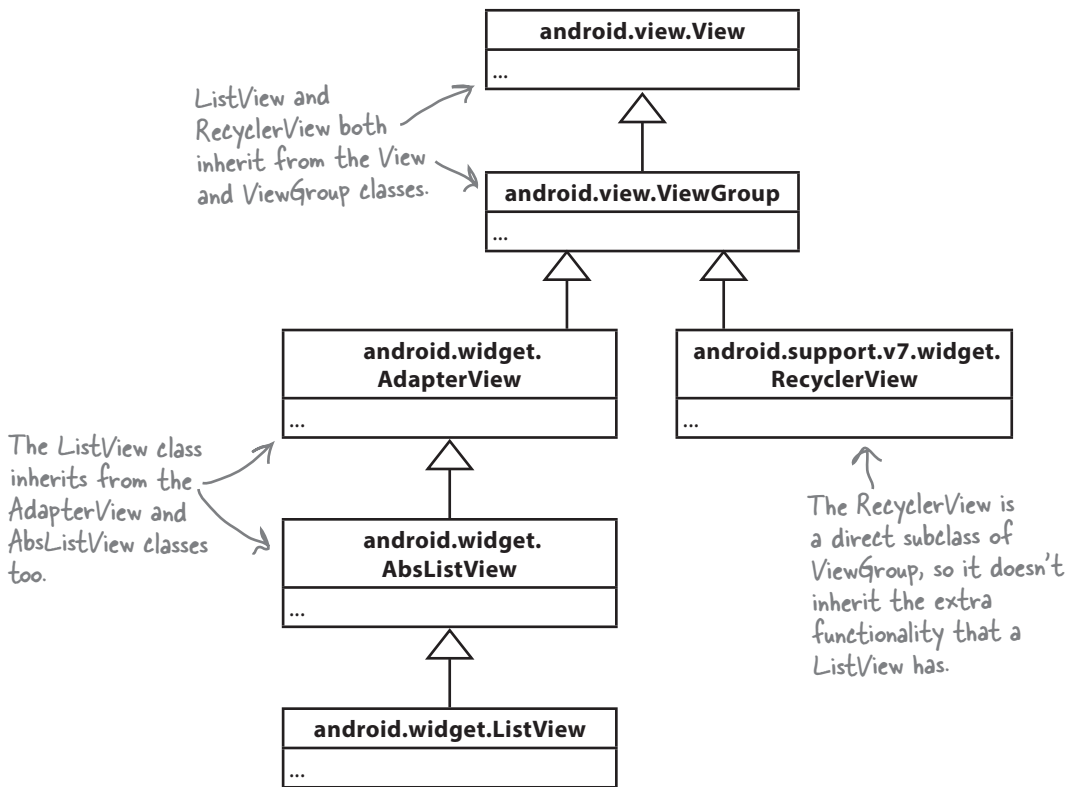 android.view.View
...
ListView and
RecyclerView both
inherit from the View
and ViewGroup classes.
android.view.ViewGroup
...
android.widget.
AdapterView
...
android.support.v7.widget.
RecyclerView
...
The ListView class
inherits from the
AdapterView and
AbsListView classes
too.
android.widget.
AbsListView
...
The RecyclerView is
a direct subclass of
ViewGroup, so it doesn't
inherit the extra
functionality that a
ListView has.
android.widget.ListView
...